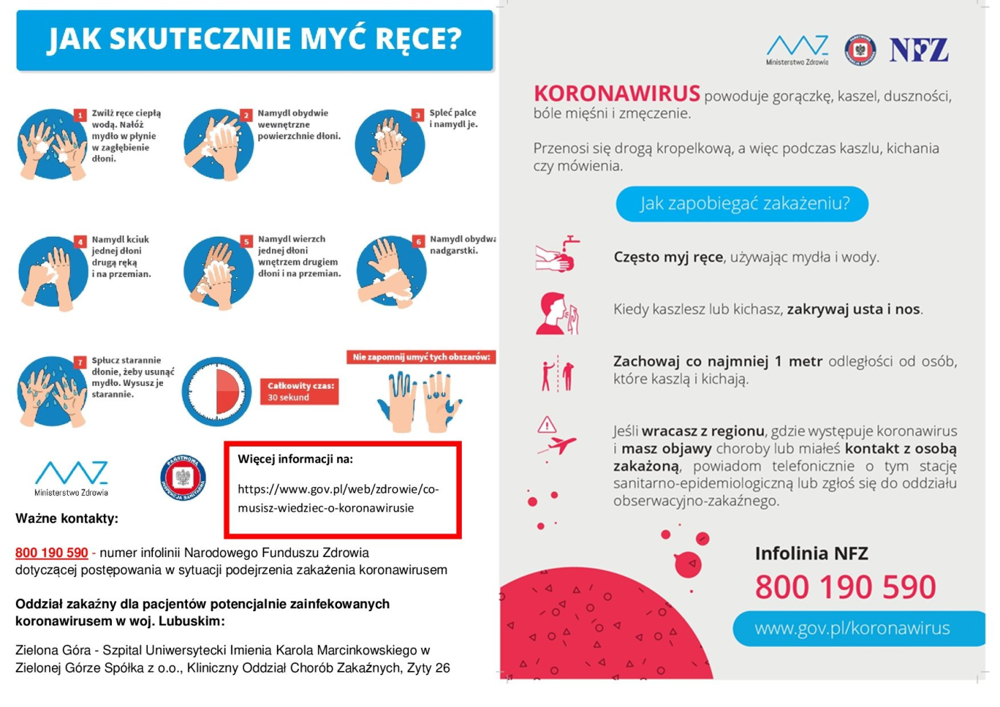 JAK SKUTECZNIE MYĆ RĘCE?
1
Zwilż ręce ciepłą
wodą. Nałóż
mydło w płynie
w zagłębienie
dłoni.
2
Namydl obydwie
wewnętrzne
powierzchnie dłoni.
3
Spleć palce
i namydl je.
4
Namydl kciuk
jednej dłoni
drugą ręką
i na przemian.
5
Namydl wierzch
jednej dłoni
wnętrzem drugiem
dłoni i na przemian.
6
Namydl obydwa
nadgarstki.
7
Spłucz starannie
dłonie, żeby usunąć
mydło. Wysusz je
starannie.
Całkowity czas:
30 sekund
Nie zapomnij umyć tych obszarów:
Ministerstwo Zdrowia
PAŃSTWOWA
INSPEKCJA SANITARNA
Więcej informacji na:
https://www.gov.pl/web/zdrowie/co-
musisz-wiedziec-o-koronawirusie
Ważne kontakty:
800 190 590 - numer infolinii Narodowego Funduszu Zdrowia
dotyczącej postępowania w sytuacji podejrzenia zakażenia koronawirusem
Oddział zakaźny dla pacjentów potencjalnie zainfekowanych
koronawirusem w woj. Lubuskim:
Zielona Góra - Szpital Uniwersytecki Imienia Karola Marcinkowskiego w
Zielonej Górze Spółka z o.o., Kliniczny Oddział Chorób Zakaźnych, Zyty 26
Ministerstwo Zdrowia
PAŃSTWOWA
INSPEKCJA SANITARNA
NFZ
KORONAWIRUS powoduje gorączkę, kaszel, duszności,
bóle mięśni i zmęczenie.
Przenosi się drogą kropelkową, a więc podczas kaszlu, kichania
czy mówienia.
Jak zapobiegać zakażeniu?
Często myj ręce, używając mydła i wody.
Kiedy kaszlesz lub kichasz, zakrywaj usta i nos.
Zachowaj co najmniej 1 metr odległości od osób,
które kaszlą i kichają.
Jeśli wracasz z regionu, gdzie występuje koronawirus
i masz objawy choroby lub miałeś kontakt z osobą
zakażoną, powiadom telefonicznie o tym stację
sanitarno-epidemiologiczną lub zgłoś się do oddziału
obserwacyjno-zakaźnego.
Infolinia NFZ
800 190 590
www.gov.pl/koronawirus